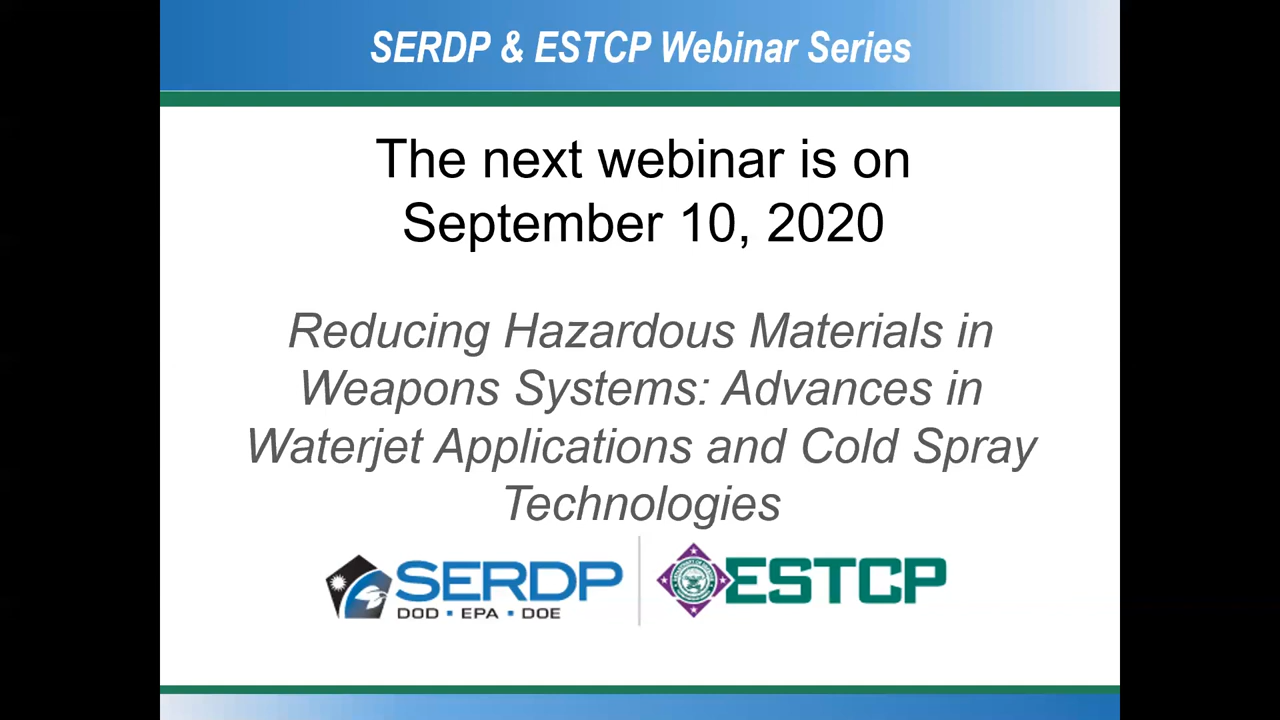 SERDP & ESTCP Webinar Series
The next webinar is on
September 10, 2020
Reducing Hazardous Materials in
Weapons Systems: Advances in
Waterjet Applications and Cold Spray
Technologies
SERDP
DOD • EPA • DOE
ESTCP